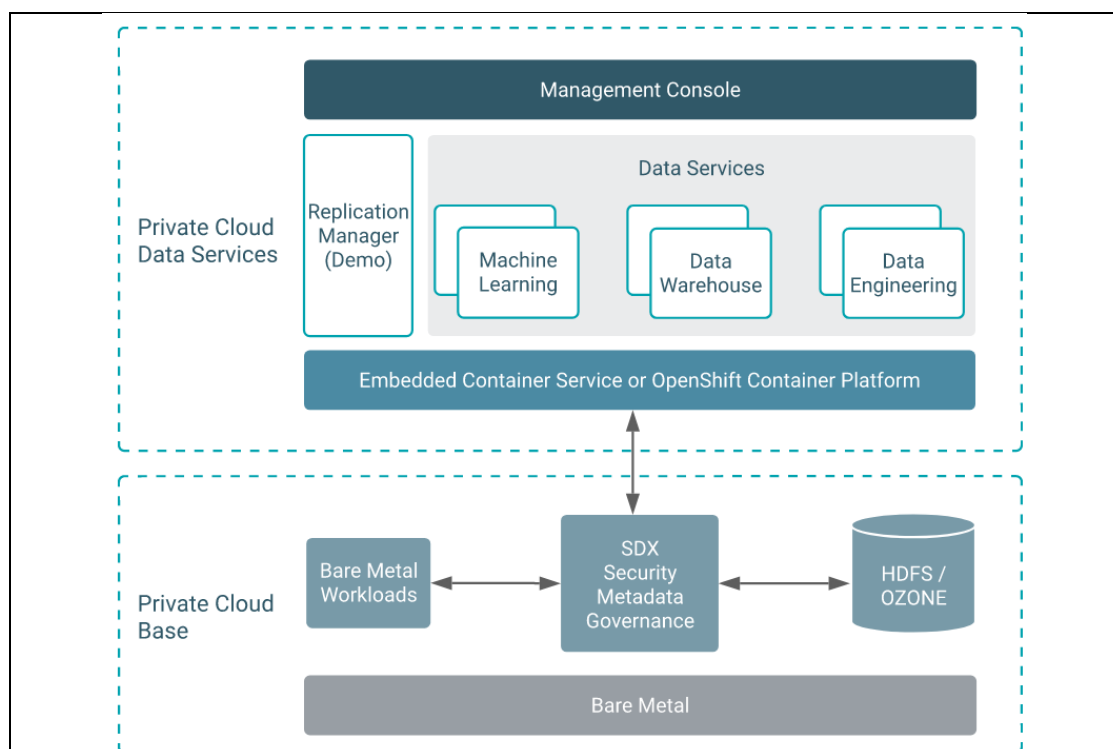 Management Console
Private Cloud
Data Services
Replication
Manager
(Demo)
Data Services
Machine
Learning
Data
Warehouse
Data
Engineering
Embedded Container Service or OpenShift Container Platform
Private Cloud
Base
Bare Metal
Workloads
SDX
Security
Metadata
Governance
HDFS /
OZONE
Bare Metal